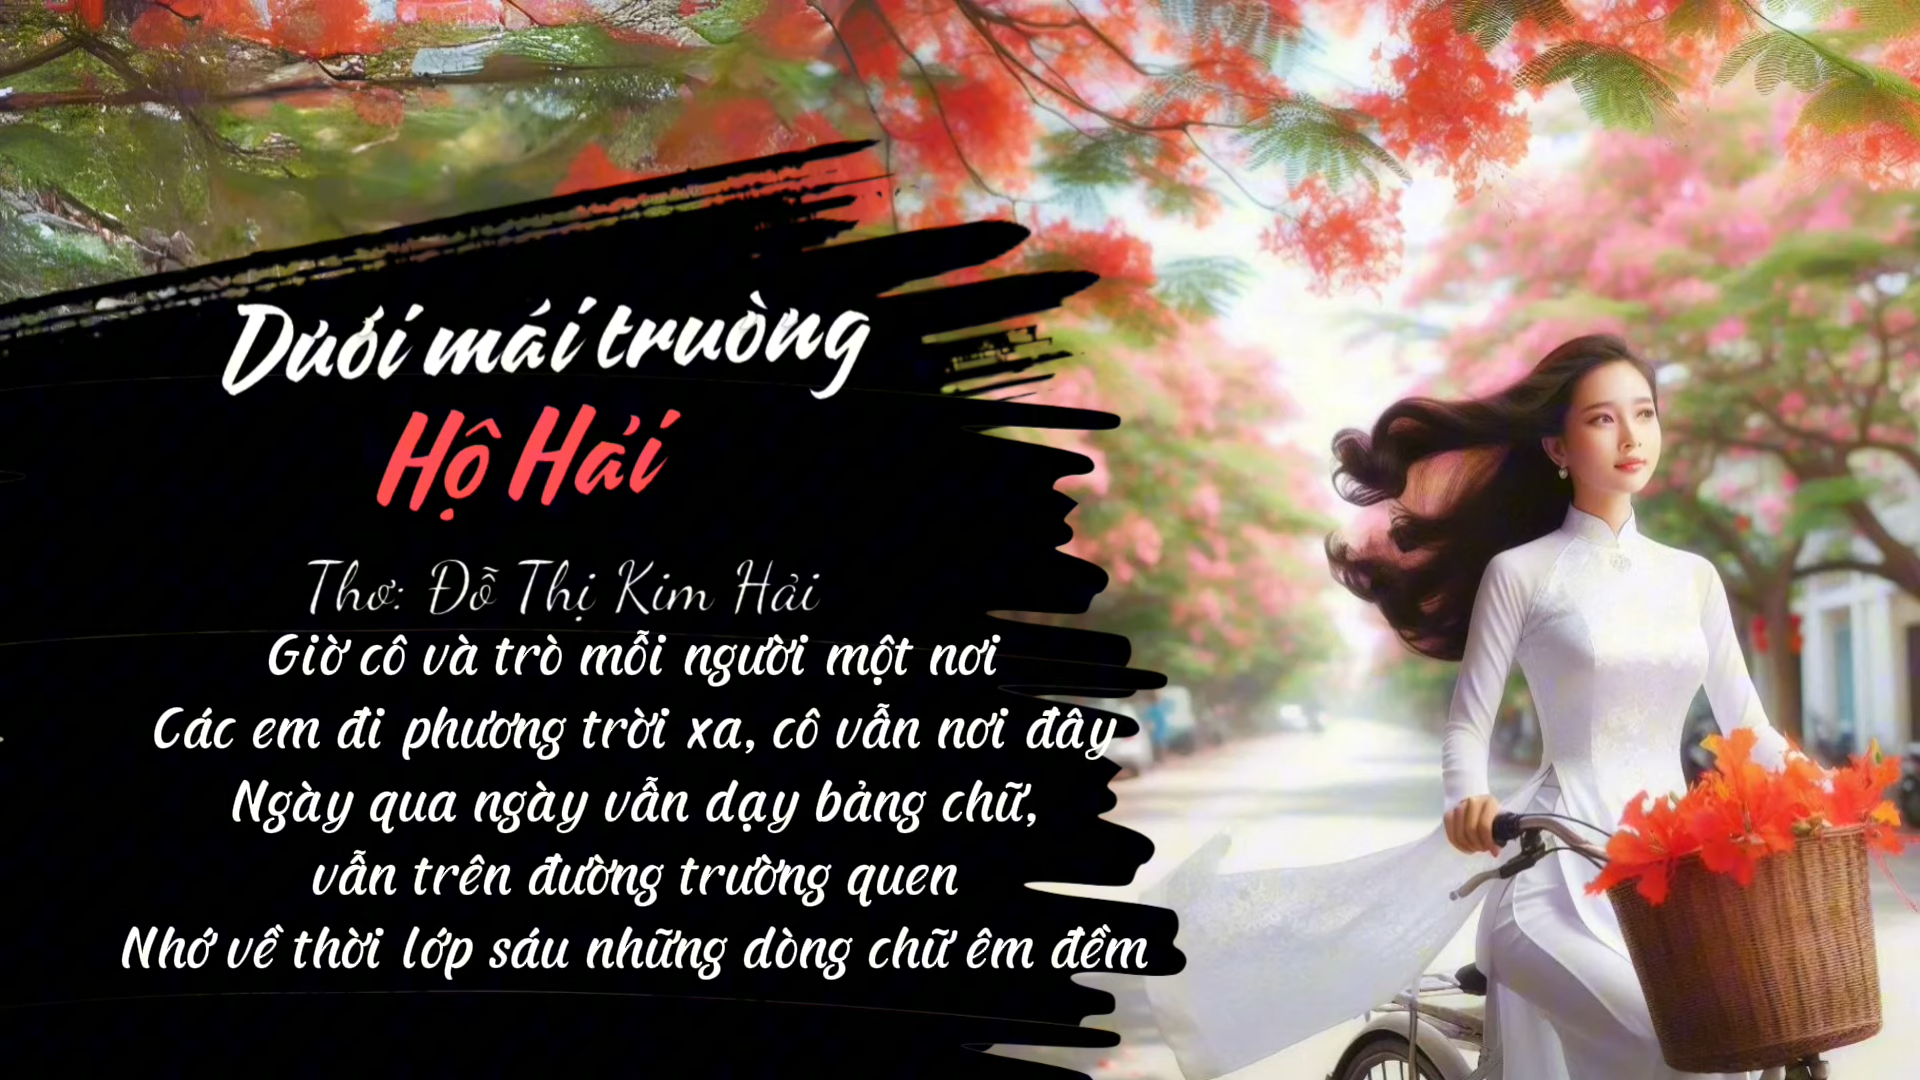 Dưới mái trường
Hộ Hải
Thơ: Đỗ Thị Kim Hải
Giờ cô và trò mỗi người một nơi
Các em đi phương trời xa, cô vẫn nơi đây
Ngày qua ngày vẫn dạy bảng chữ,
vẫn trên đường trường quen
Nhớ về thời lớp sáu những dòng chữ êm đềm